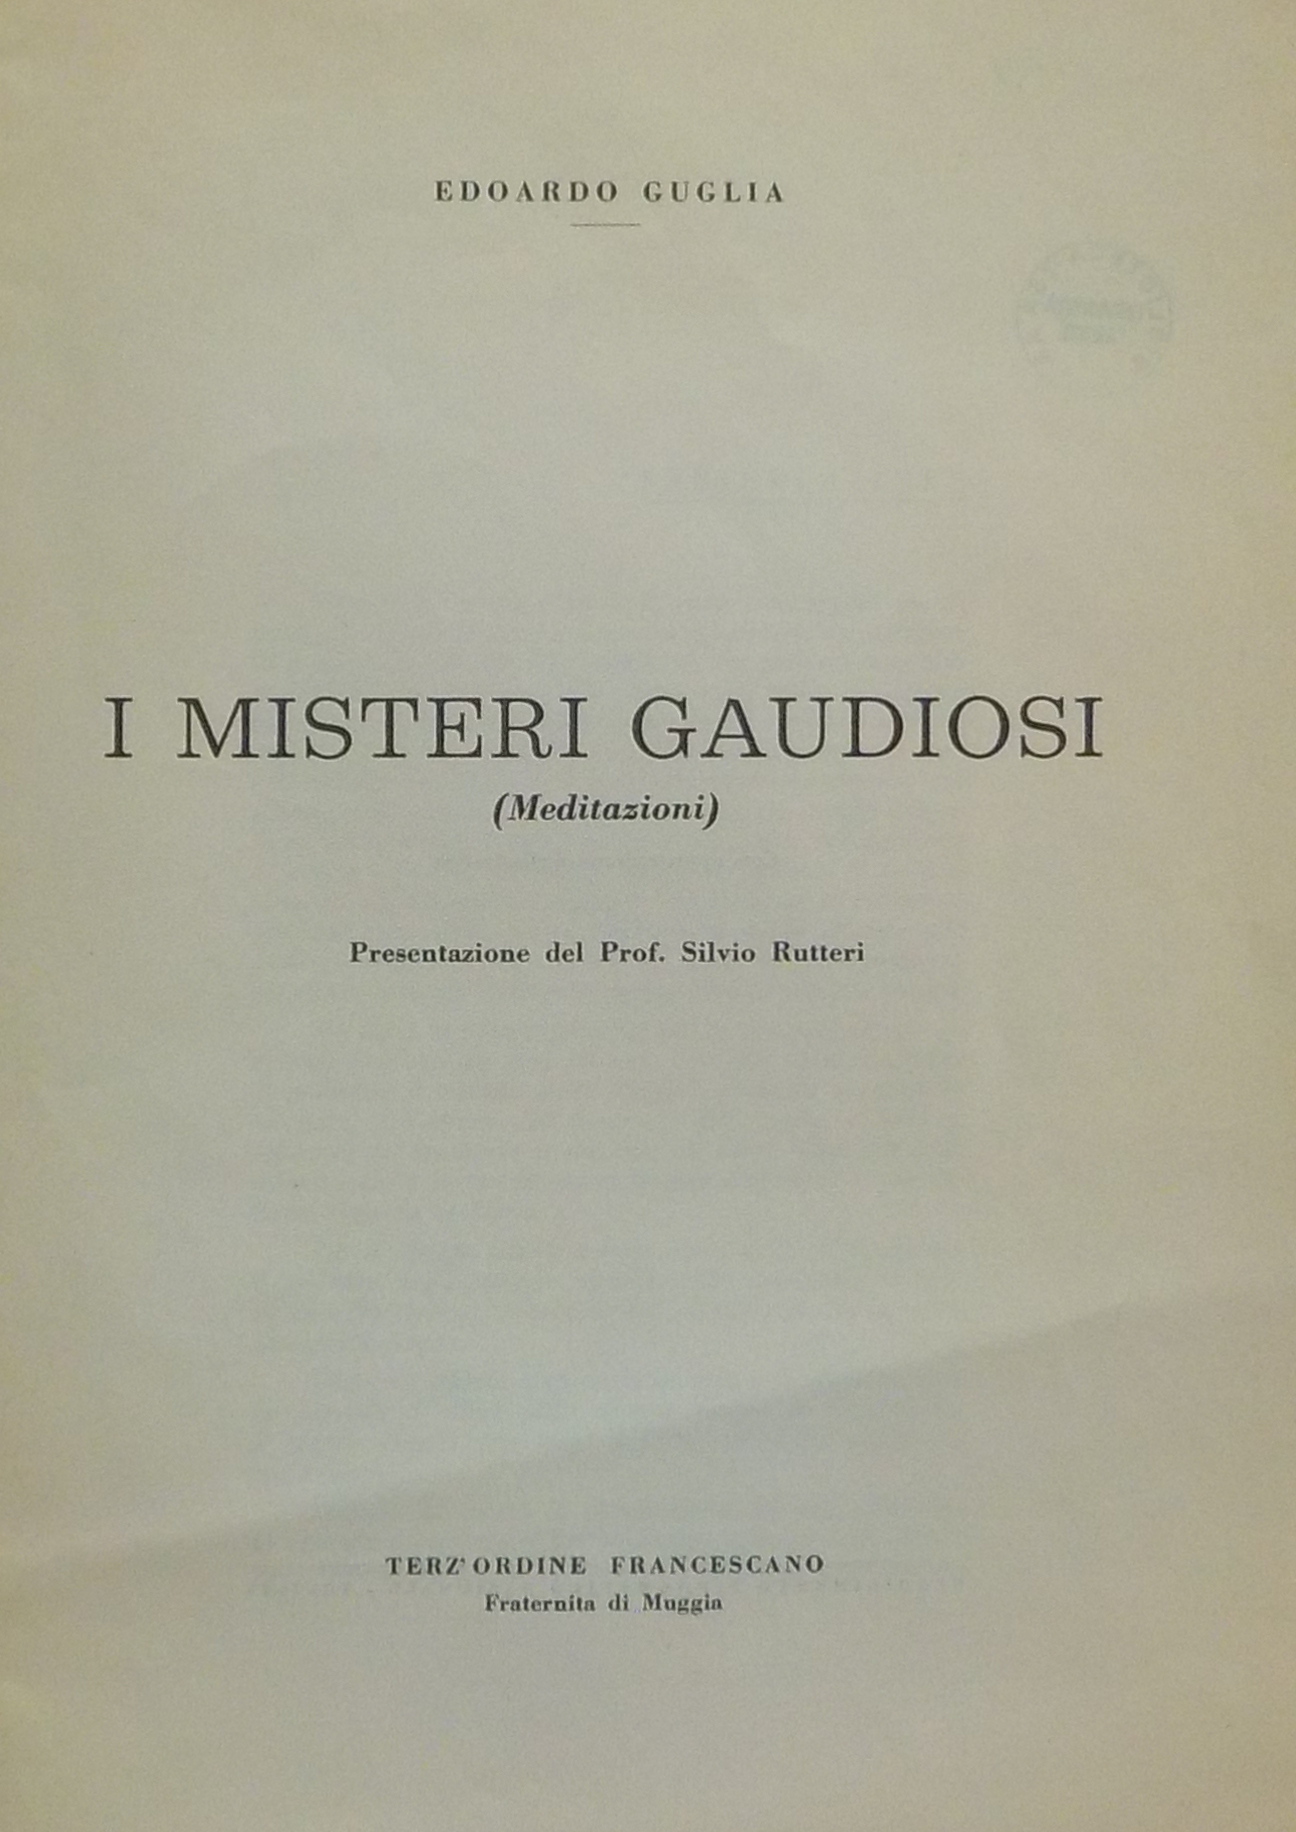 EDOARDO GUGLIA
I MISTERI GAUDIOSI
(Meditazioni)
Presentazione del Prof. Silvio Rutteri
TERZ' ORDINE FRANCESCANO
Fraternita di Muggia